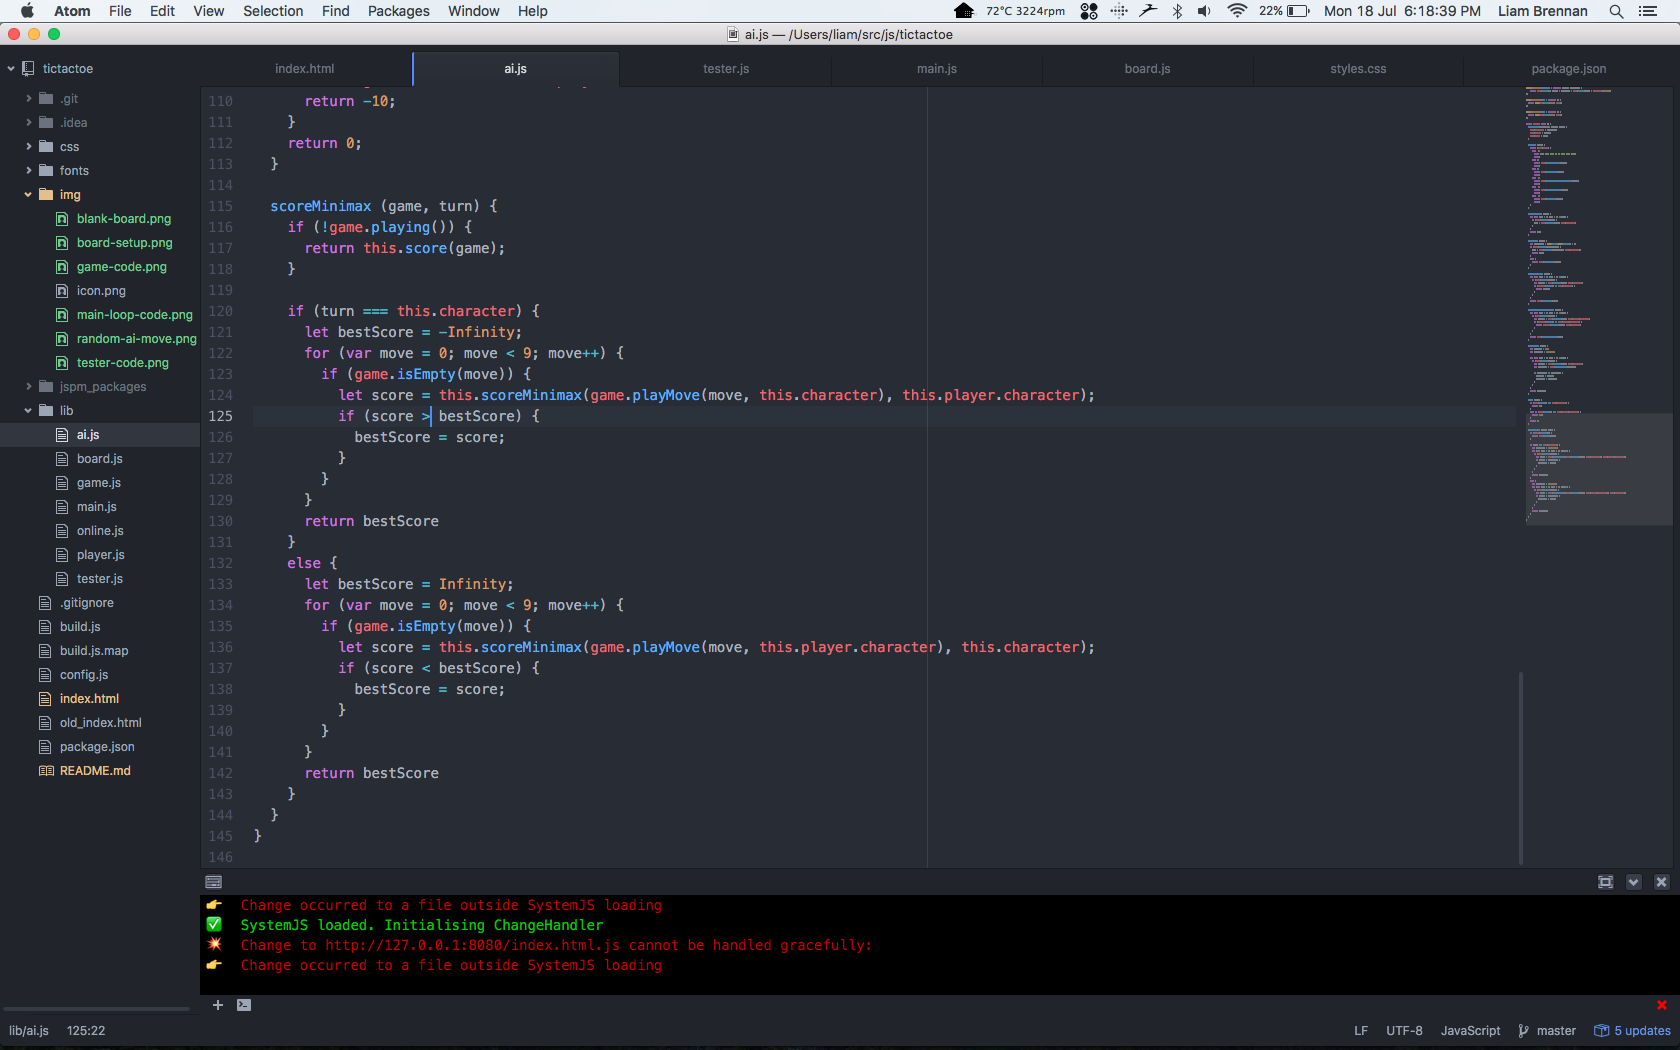 Atom File Edit View Selection Find Packages Window Help 72°C 3224rpm 22% Mon 18 Jul 6:18:39 PM Liam Brennan
ai.js — /Users/liam/src/js/tictactoe
tictactoe
.git
.idea
css
fonts
img
blank-board.png
board-setup.png
game-code.png
icon.png
main-loop-code.png
random-ai-move.png
tester-code.png
jspm_packages
lib
ai.js
board.js
game.js
main.js
online.js
player.js
tester.js
.gitignore
build.js
build.js.map
config.js
index.html
old_index.html
package.json
README.md
index.html ai.js tester.js main.js board.js styles.css package.json
110 return -10;
111 }
112 return 0;
113 }
114
115 scoreMinimax (game, turn) {
116 if (!game.playing()) {
117 return this.score(game);
118 }
119
120 if (turn === this.character) {
121 let bestScore = -Infinity;
122 for (var move = 0; move < 9; move++) {
123 if (game.isEmpty(move)) {
124 let score = this.scoreMinimax(game.playMove(move, this.character), this.player.character);
125 if (score > bestScore) {
126 bestScore = score;
127 }
128 }
129 }
130 return bestScore
131 }
132 else {
133 let bestScore = Infinity;
134 for (var move = 0; move < 9; move++) {
135 if (game.isEmpty(move)) {
136 let score = this.scoreMinimax(game.playMove(move, this.player.character), this.character);
137 if (score < bestScore) {
138 bestScore = score;
139 }
140 }
141 }
142 return bestScore
143 }
144 }
145 }
146
Change occurred to a file outside SystemJS loading
SystemJS loaded. Initialising ChangeHandler
Change to http://127.0.0.1:8080/index.html.js cannot be handled gracefully:
Change occurred to a file outside SystemJS loading
lib/ai.js 125:22 LF UTF-8 JavaScript master 5 updates